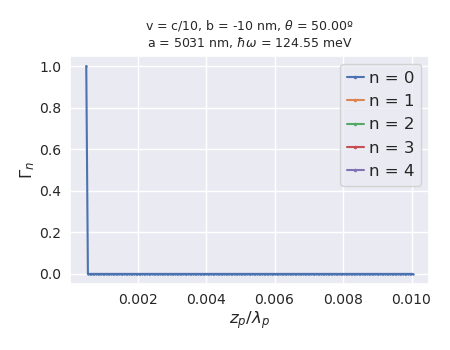 v = c/10, b = -10 nm, θ = 50.00º
a = 5031 nm, ℏω = 124.55 meV
1.0
0.8
0.6
0.4
0.2
0.0
Γn
n = 0
n = 1
n = 2
n = 3
n = 4
0.002 0.004 0.006 0.008 0.010
zp/λp